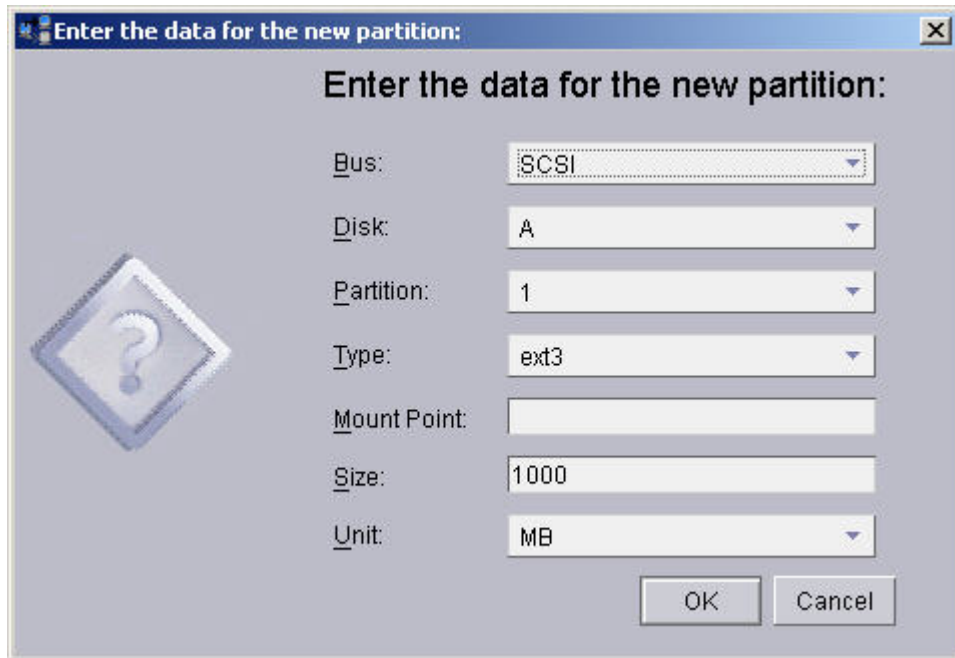 Enter the data for the new partition:
Enter the data for the new partition:
Bus: SCSI
Disk: A
Partition: 1
Type: ext3
Mount Point:
Size: 1000
Unit: MB
OK Cancel